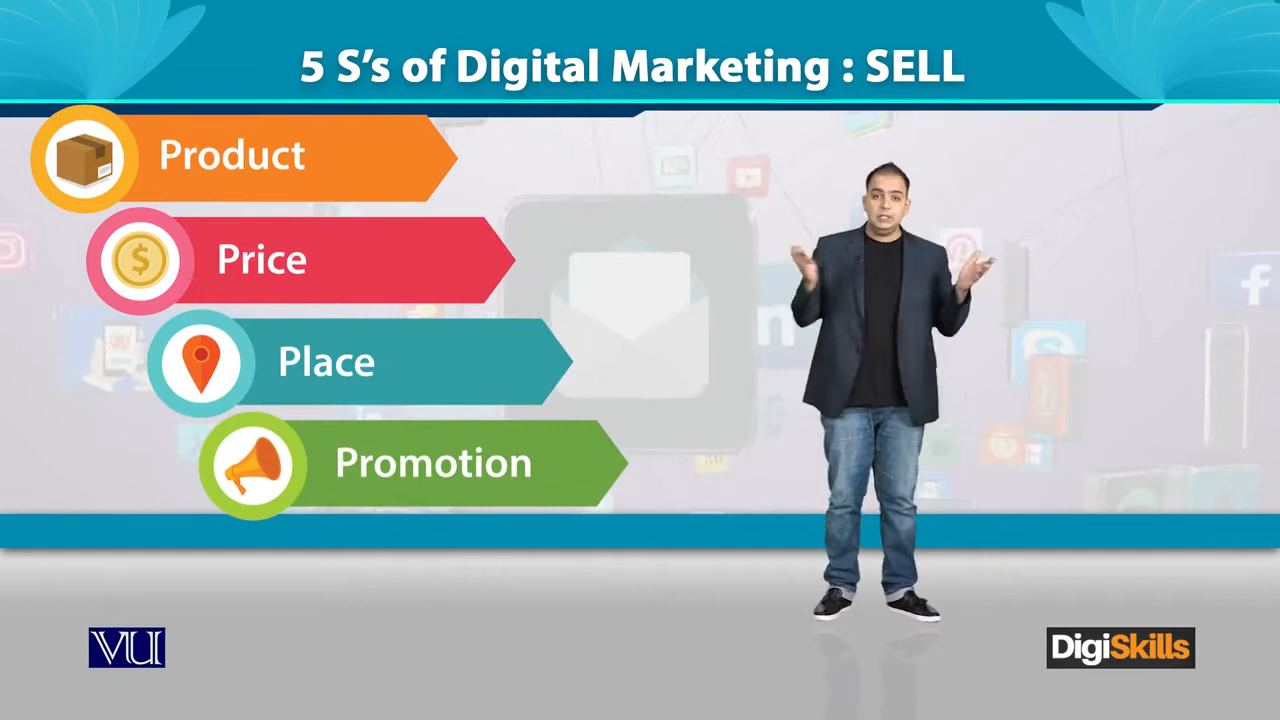 5 S's of Digital Marketing : SELL
Product
Price
Place
Promotion
VU
DigiSkills